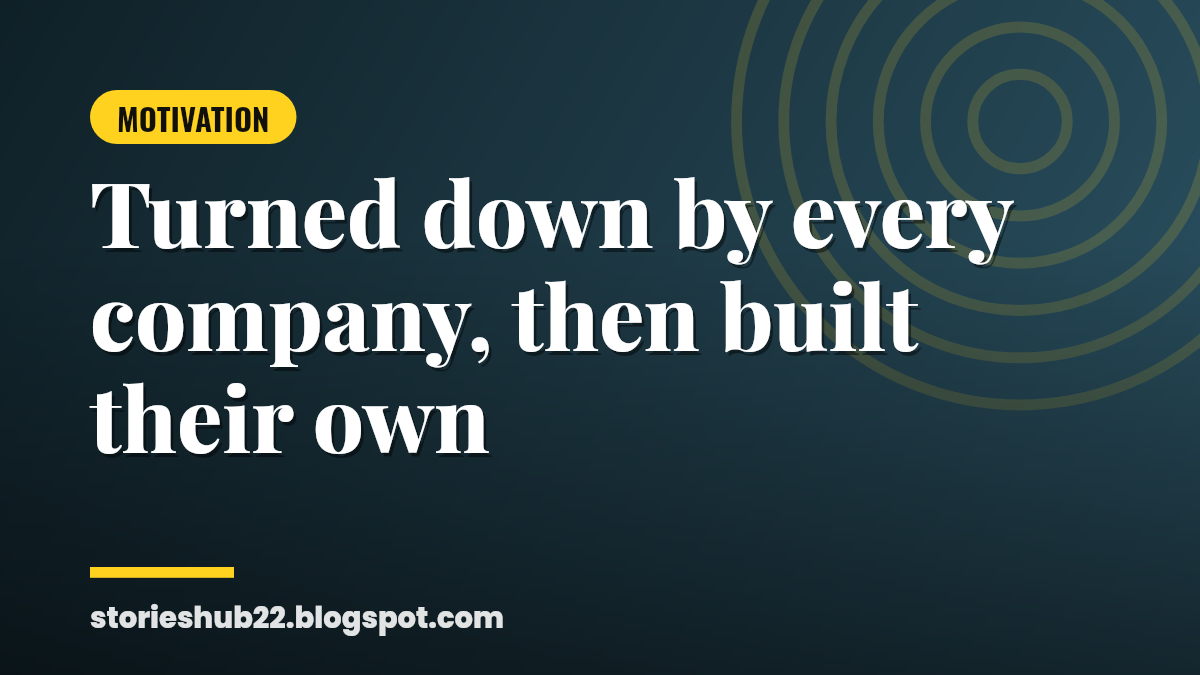 MOTIVATION
Turned down by every
company, then built
their own
storieshub22.blogspot.com